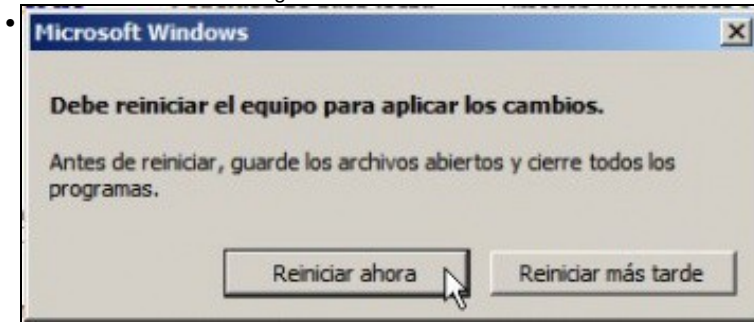 Microsoft Windows
Debe reiniciar el equipo para aplicar los cambios.
Antes de reiniciar, guarde los archivos abiertos y cierre todos los
programas.
Reiniciar ahora
Reiniciar más tarde